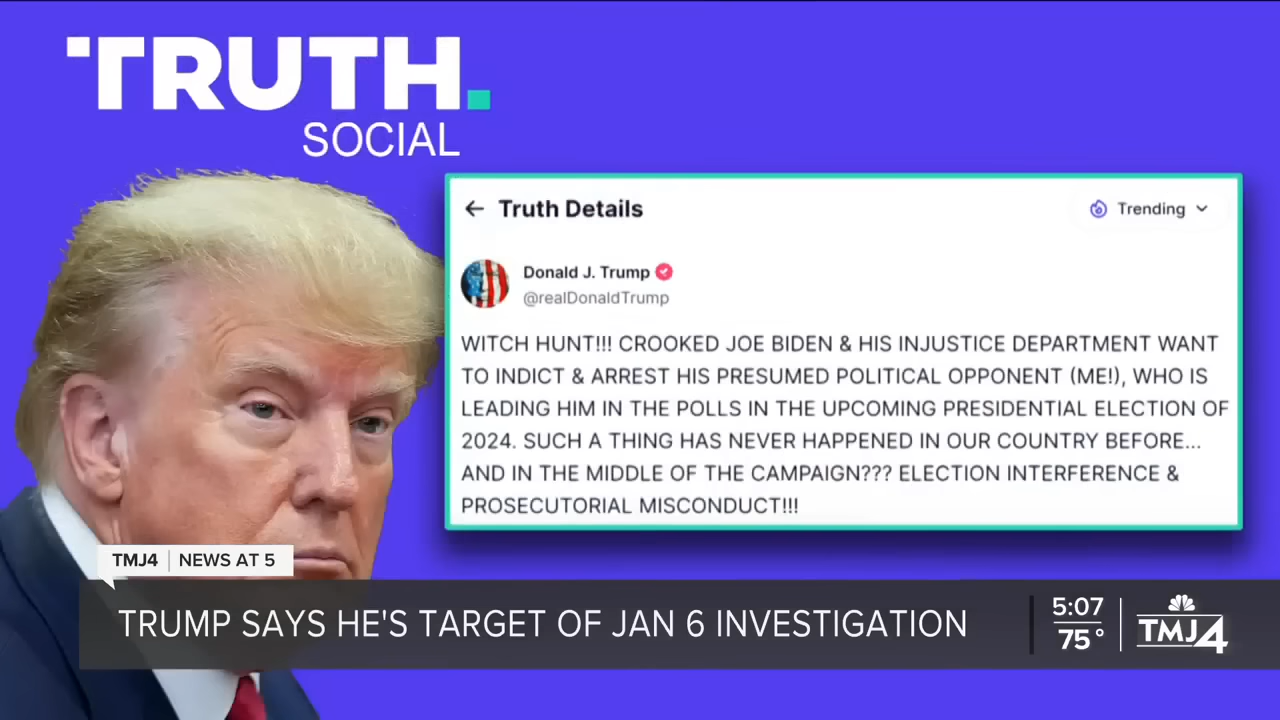 TRUTH.
SOCIAL
Truth Details
Trending
Donald J. Trump
@realDonaldTrump
WITCH HUNT!!! CROOKED JOE BIDEN & HIS INJUSTICE DEPARTMENT WANT
TO INDICT & ARREST HIS PRESUMED POLITICAL OPPONENT (ME!), WHO IS
LEADING HIM IN THE POLLS IN THE UPCOMING PRESIDENTIAL ELECTION OF
2024. SUCH A THING HAS NEVER HAPPENED IN OUR COUNTRY BEFORE...
AND IN THE MIDDLE OF THE CAMPAIGN??? ELECTION INTERFERENCE &
PROSECUTORIAL MISCONDUCT!!!
TMJ4 | NEWS AT 5
TRUMP SAYS HE'S TARGET OF JAN 6 INVESTIGATION
5:07
75°
TMJ4